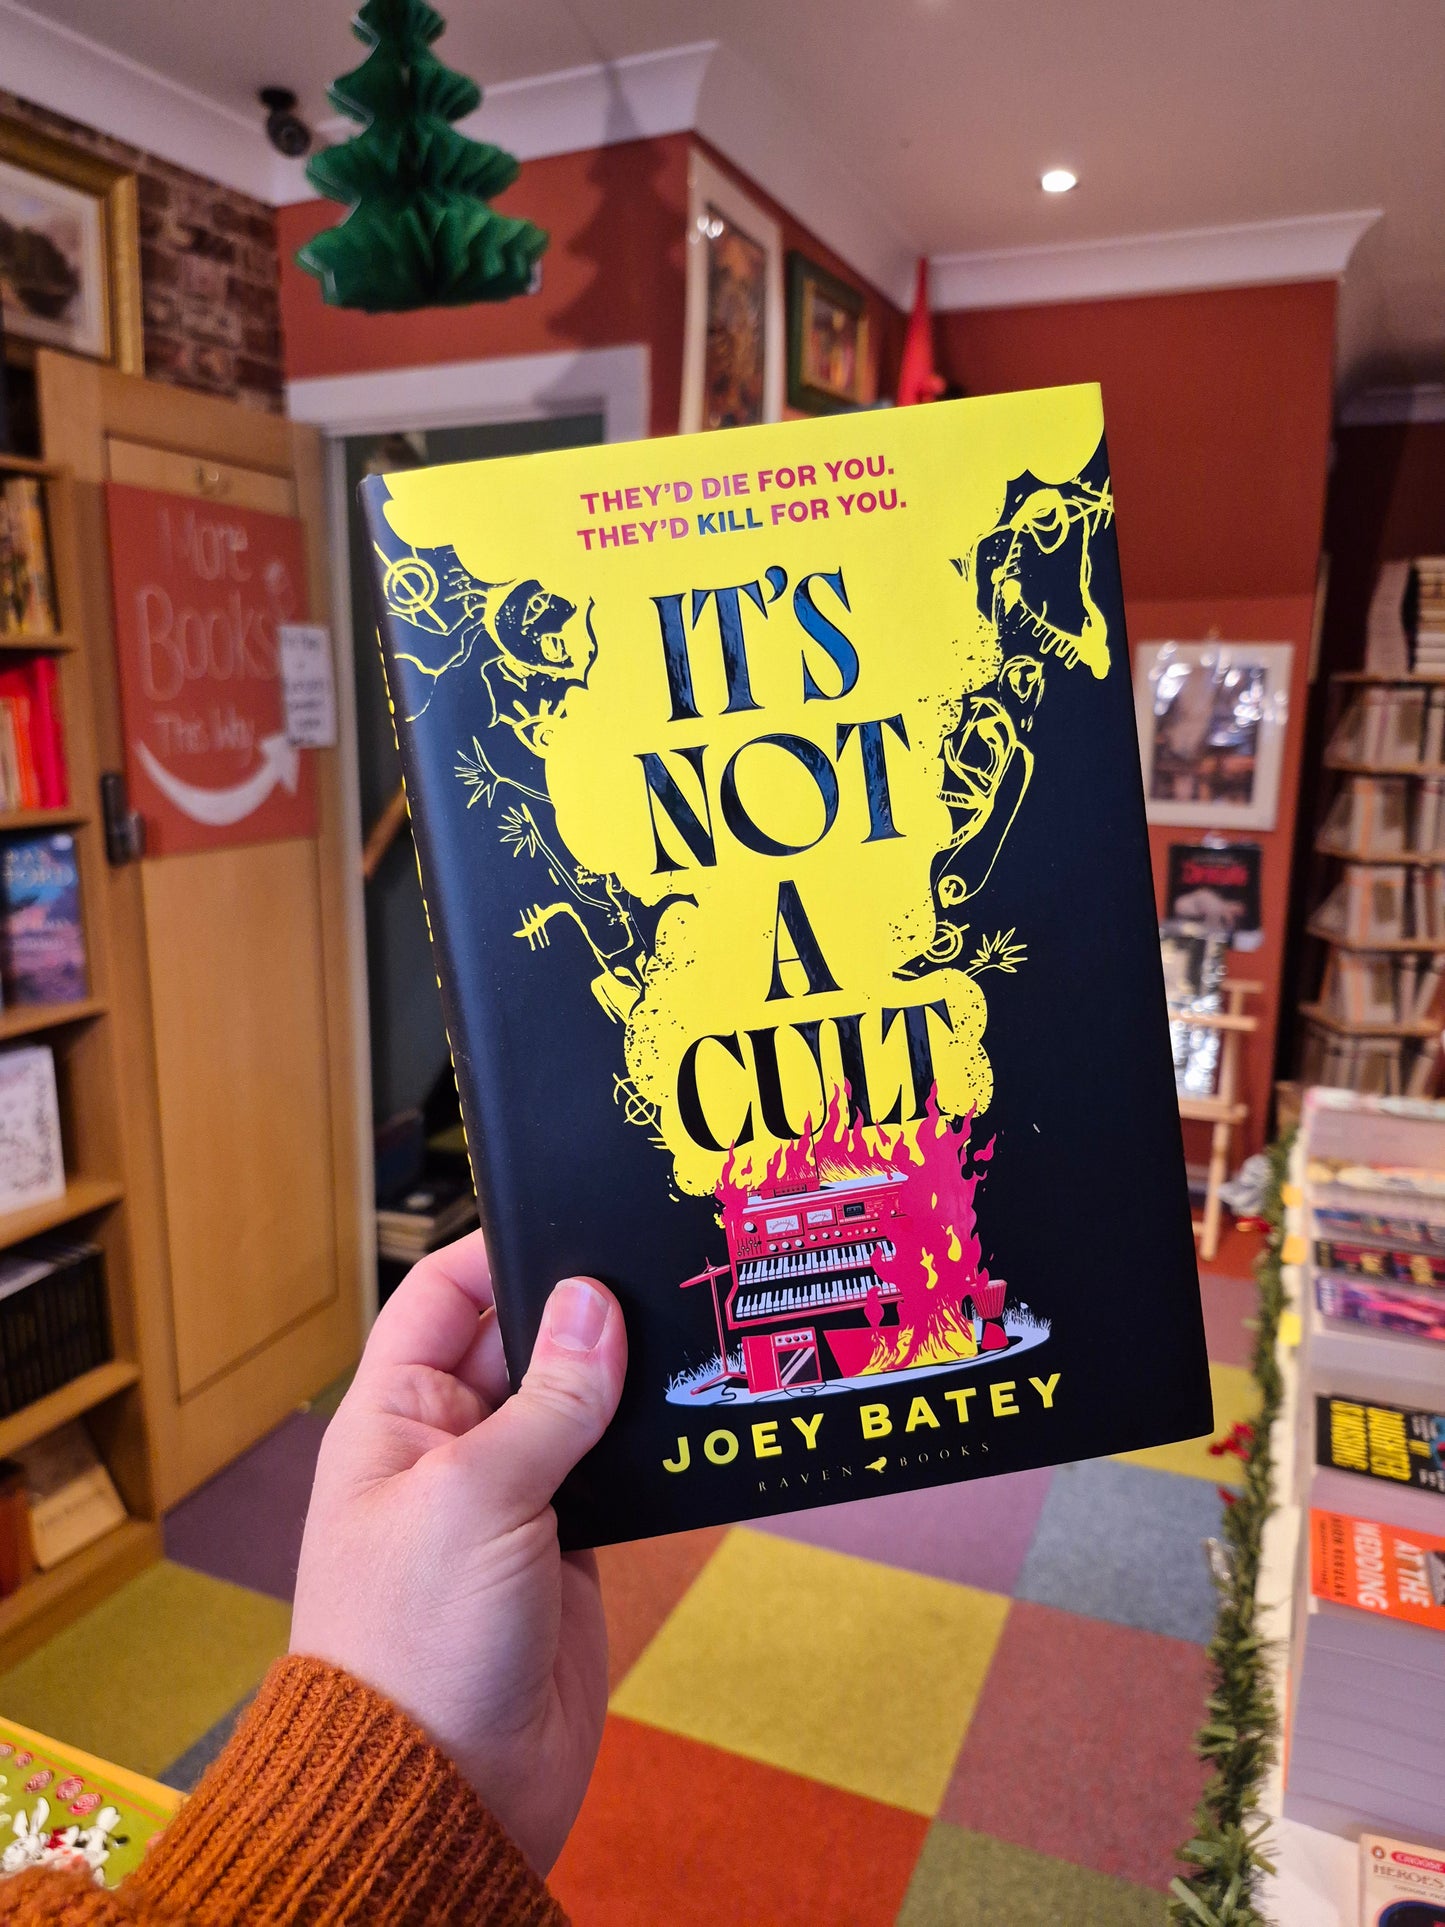 THEY'D DIE FOR YOU.
THEY'D KILL FOR YOU.
IT'S
NOT
A
CULT
JOEY BATEY
RAVEN BOOKS
More
Books
This Way
AT THE
WEDDING
HEROES